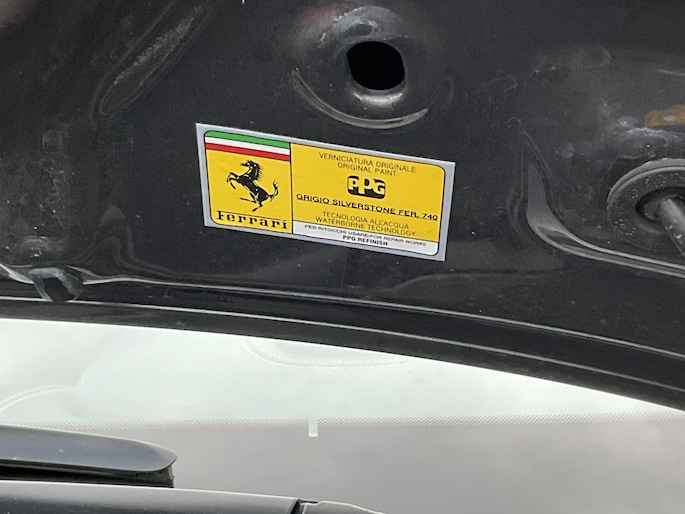 Ferrari
VERNICIATURA ORIGINALE
ORIGINAL PAINT
PPG
GRIGIO SILVERSTONE FER. 740
TECNOLOGIA ALL'ACQUA
WATERBORNE TECHNOLOGY
PER RITOCCHI USARE/FOR REPAIR WORKS
PPG REFINISH